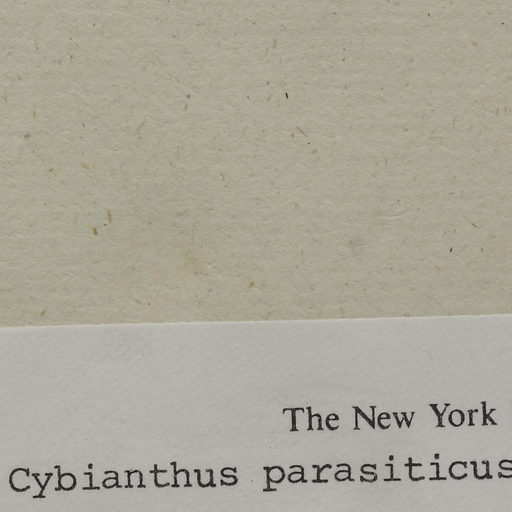 The New York
Cybianthus parasiticus